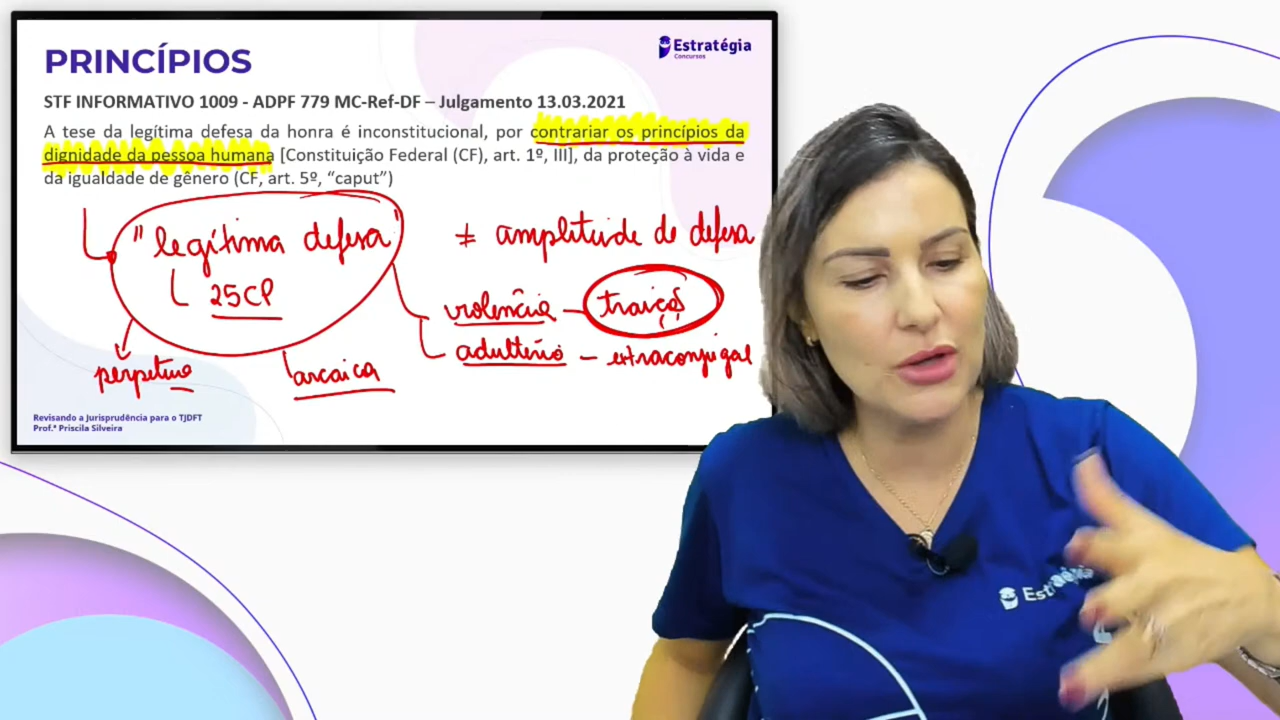 PRINCÍPIOS
Estratégia
Concursos
STF INFORMATIVO 1009 - ADPF 779 MC-Ref-DF – Julgamento 13.03.2021
A tese da legítima defesa da honra é inconstitucional, por contrariar os princípios da
dignidade da pessoa humana [Constituição Federal (CF), art. 1º, III], da proteção à vida e
da igualdade de gênero (CF, art. 5º, “caput”)
"legítima defesa" ≠ amplitude de defesa
25CP
violência – traição
adultério – extraconjugal
arcaica
Revisando a Jurisprudência para o TJDFT
Prof.ª Priscila Silveira